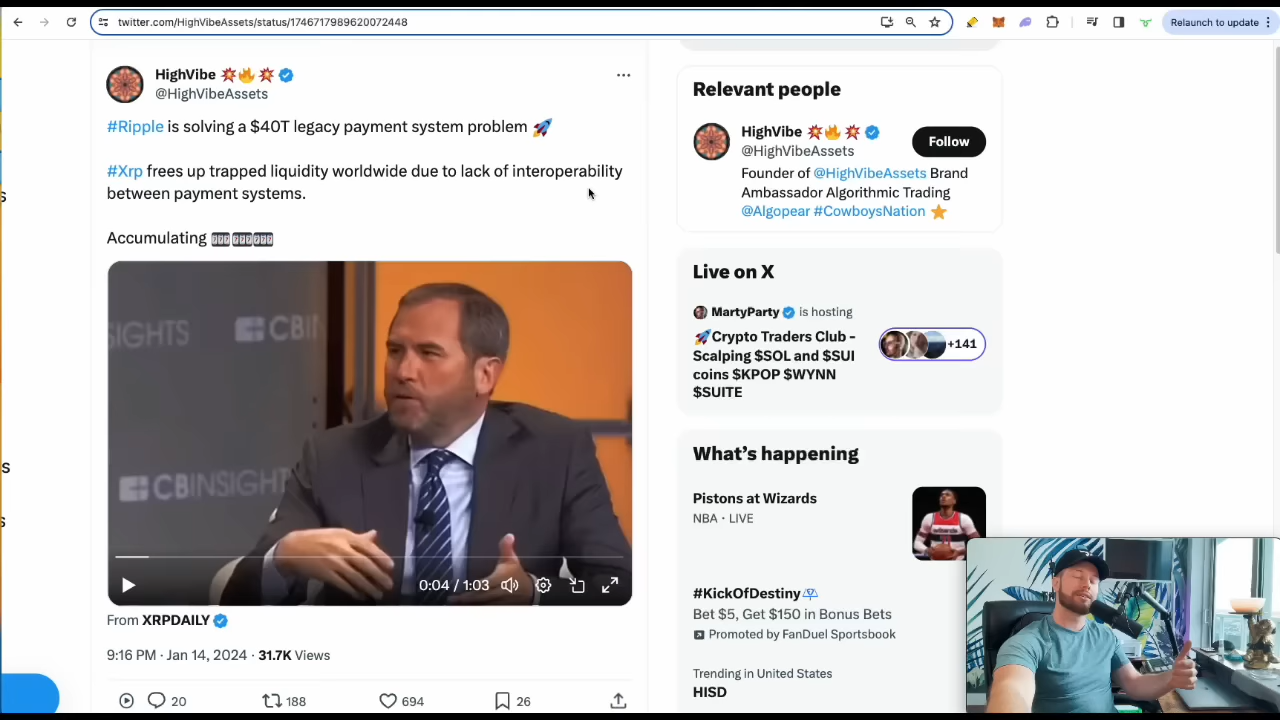 twitter.com/HighVibeAssets/status/1746717989620072448
Relaunch to update
HighVibe 💥🔥💥
@HighVibeAssets
#Ripple is solving a $40T legacy payment system problem 🚀
#Xrp frees up trapped liquidity worldwide due to lack of interoperability
between payment systems.
Accumulating
SIGHTS
CBIN
CBINSIGHT
0:04 / 1:03
From XRPDAILY
9:16 PM · Jan 14, 2024 · 31.7K Views
20
188
694
26
Relevant people
HighVibe 💥🔥💥
@HighVibeAssets
Follow
Founder of @HighVibeAssets Brand
Ambassador Algorithmic Trading
@Algopear #CowboysNation ⭐
Live on X
MartyParty is hosting
🚀Crypto Traders Club -
Scalping $SOL and $SUI
coins $KPOP $WYNN
$SUITE
+141
What's happening
Pistons at Wizards
NBA · LIVE
#KickOfDestiny
Bet $5, Get $150 in Bonus Bets
Promoted by FanDuel Sportsbook
Trending in United States
HISD